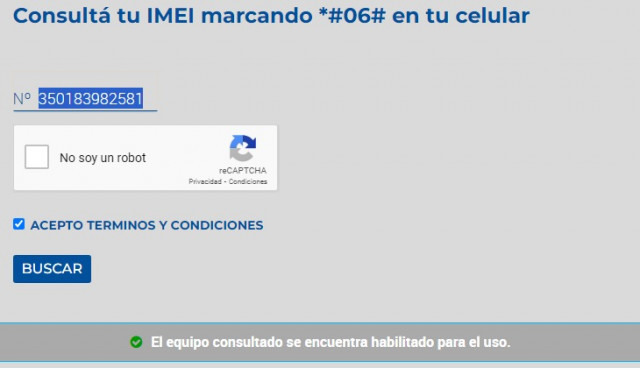 Consultá tu IMEI marcando *#06# en tu celular
Nº 350183982581
No soy un robot
reCAPTCHA
Privacidad - Condiciones
ACEPTO TERMINOS Y CONDICIONES
BUSCAR
El equipo consultado se encuentra habilitado para el uso.